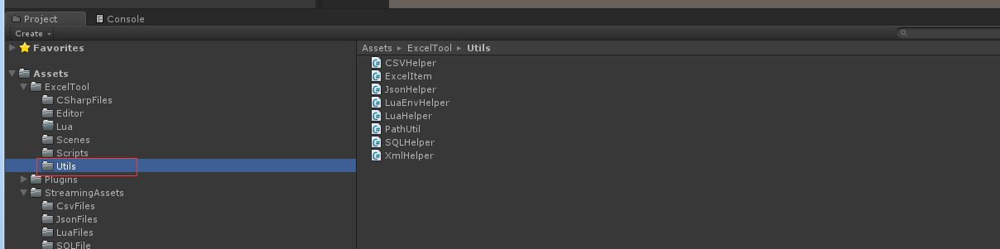 Project
Console
Create
Favorites
Assets
ExcelTool
CSharpFiles
Editor
Lua
Scenes
Scripts
Utils
Plugins
StreamingAssets
CsvFiles
JsonFiles
LuaFiles
SQLFile
Assets ▸ ExcelTool ▸ Utils
CSVHelper
ExcelItem
JsonHelper
LuaEnvHelper
LuaHelper
PathUtil
SQLHelper
XmlHelper